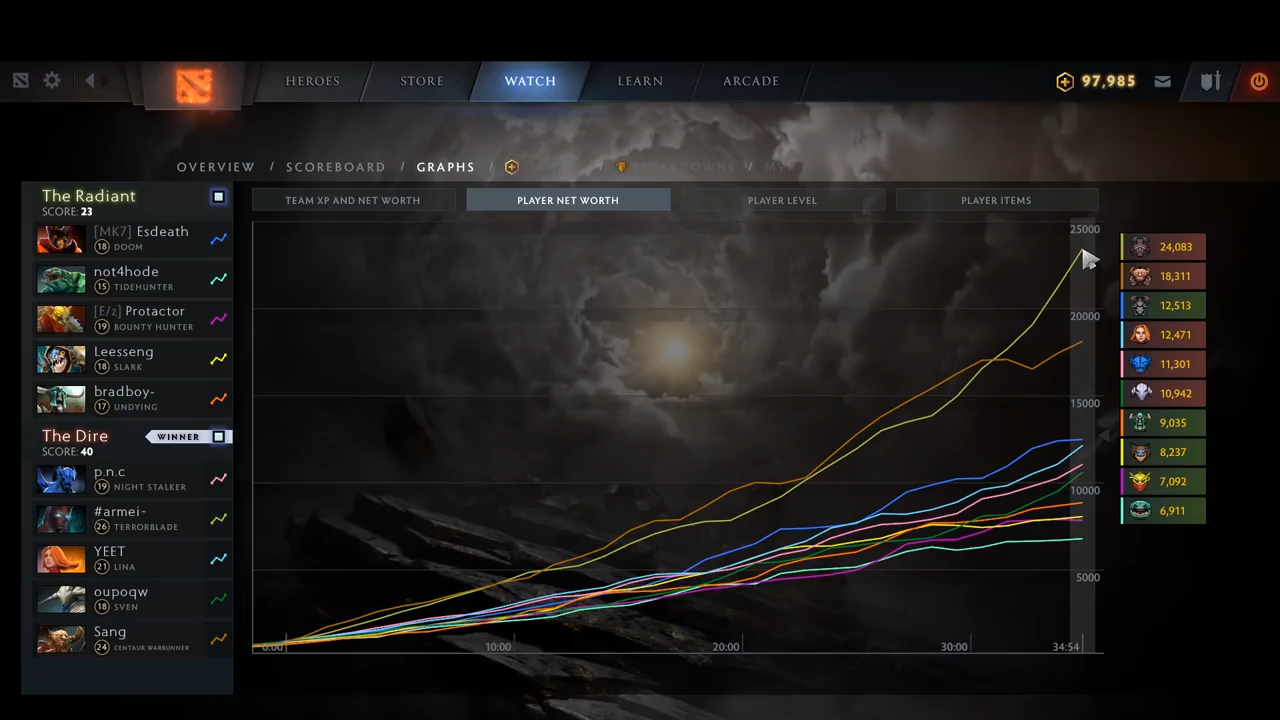 HEROES STORE WATCH LEARN ARCADE 97,985
OVERVIEW / SCOREBOARD / GRAPHS / / /
TEAM XP AND NET WORTH PLAYER NET WORTH PLAYER LEVEL PLAYER ITEMS
The Radiant
SCORE: 23
[MK7] Esdeath
18 DOOM
not4hode
15 TIDEHUNTER
[E/z] Protactor
19 BOUNTY HUNTER
Leesseng
18 SLARK
bradboy-
17 UNDYING
The Dire WINNER
SCORE: 40
p.n.c
19 NIGHT STALKER
#armei-
26 TERRORBLADE
YEET
21 LINA
oupoqw
18 SVEN
Sang
24 CENTAUR WARRUNNER
25000
20000
15000
10000
5000
0:00 10:00 20:00 30:00 34:54
24,083
18,311
12,513
12,471
11,301
10,942
9,035
8,237
7,092
6,911